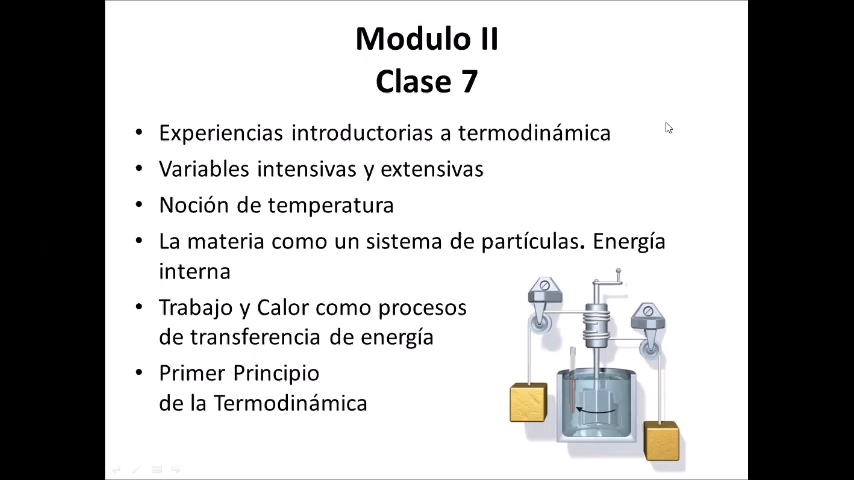 Modulo II
Clase 7
• Experiencias introductorias a termodinámica
• Variables intensivas y extensivas
• Noción de temperatura
• La materia como un sistema de partículas. Energía
interna
• Trabajo y Calor como procesos
de transferencia de energía
• Primer Principio
de la Termodinámica